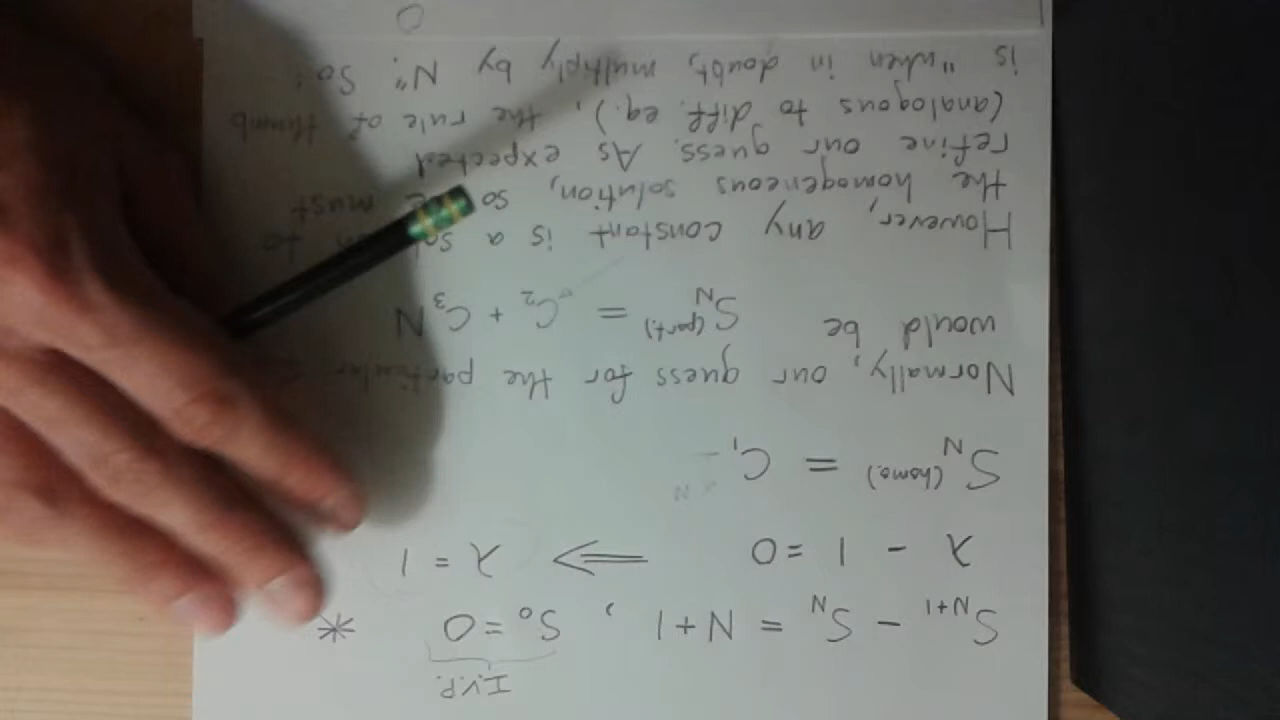 I.V.P.
S_{N+1} - S_N = N+1 , S_0 = 0 *
λ - 1 = 0 ⟹ λ = 1
S_N^{(homo.)} = C_1
Normally, our guess for the particular
would be S_N^{(part.)} = C_2 + C_3 N
However, any constant is a to
the homogeneous solution, so must
refine our guess. As expected
(analogous to diff. eq.), the rule of thumb
is "when in doubt, multiply by N". So: